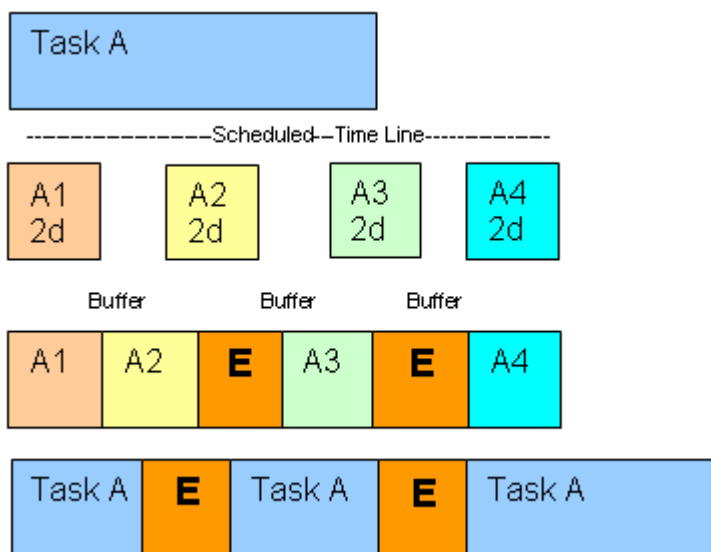 Task A
--------------------Scheduled---Time Line--------------
A1 A2 A3 A4
2d 2d 2d 2d
Buffer Buffer Buffer
A1 A2 E A3 E A4
Task A E Task A E Task A